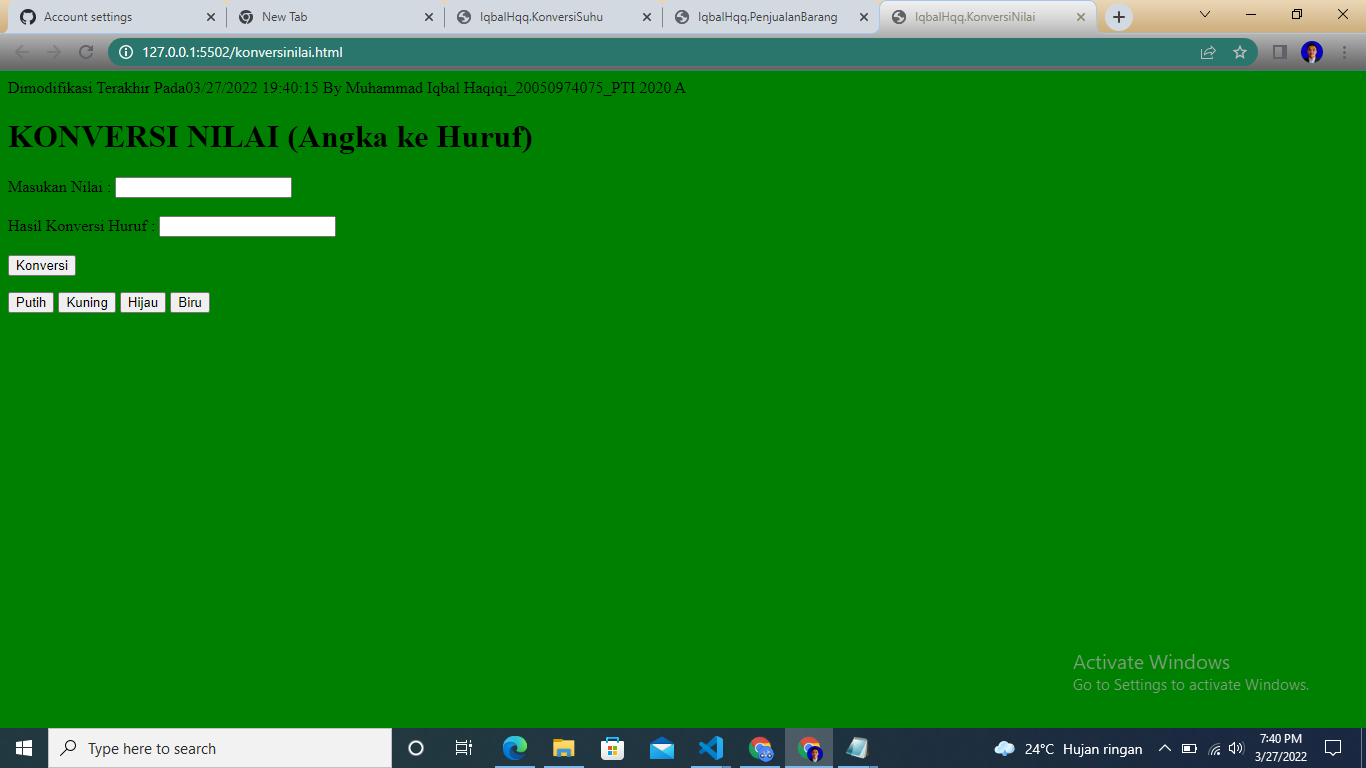 Account settings
New Tab
IqbalHqq.KonversiSuhu
IqbalHqq.PenjualanBarang
IqbalHqq.KonversiNilai
127.0.0.1:5502/konversinilai.html
Dimodifikasi Terakhir Pada03/27/2022 19:40:15 By Muhammad Iqbal Haqiqi_20050974075_PTI 2020 A
KONVERSI NILAI (Angka ke Huruf)
Masukan Nilai :
Hasil Konversi Huruf :
Konversi
Putih Kuning Hijau Biru
Activate Windows
Go to Settings to activate Windows.
Type here to search
24°C Hujan ringan
7:40 PM
3/27/2022